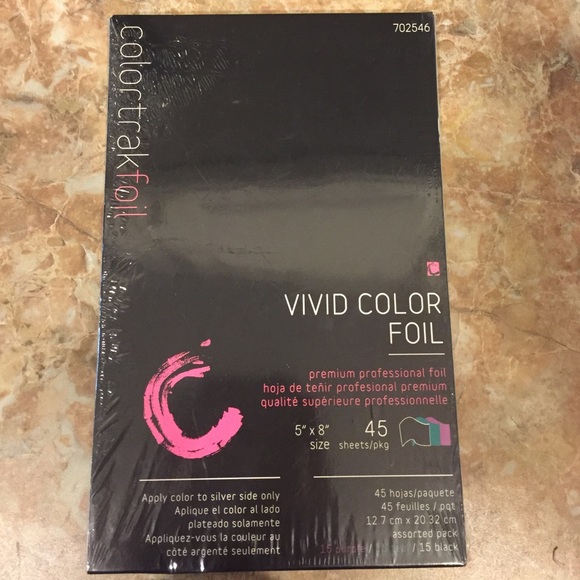 702546
colortrakfoil
VIVID COLOR
FOIL
premium professional foil
hoja de teñir profesional premium
qualité supérieure professionnelle
5" x 8"
size
45
sheets/pkg
Apply color to silver side only
Aplique el color al lado
plateado solamente
Appliquez-vous la couleur au
côté argenté seulement
45 hojas/paquete
45 feuilles / pqt
12.7 cm x 20.32 cm
assorted pack
15 purple/ / 15 black